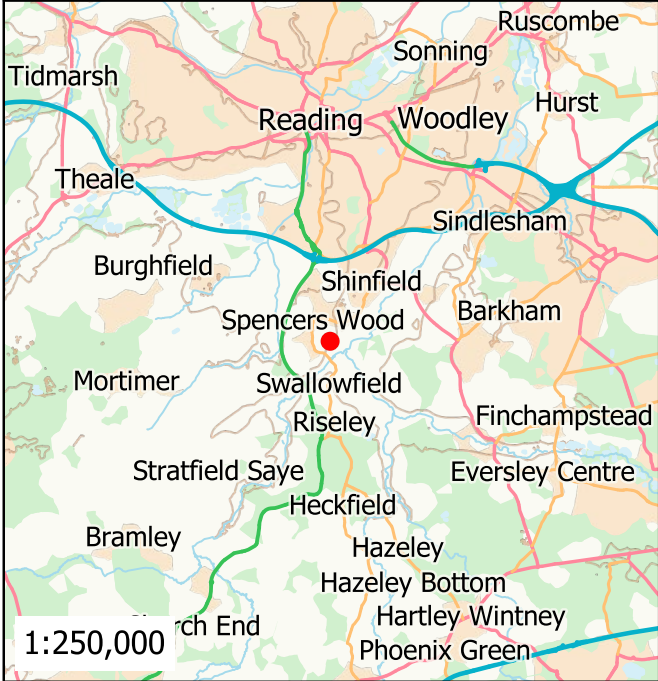 Ruscombe
Sonning
Tidmarsh
Hurst
Reading
Woodley
Theale
Sindlesham
Burghfield
Shinfield
Barkham
Spencers Wood
Mortimer
Swallowfield
Finchampstead
Riseley
Stratfield Saye
Eversley Centre
Heckfield
Bramley
Hazeley
Hazeley Bottom
Hartley Wintney
End
1:250,000
Phoenix Green